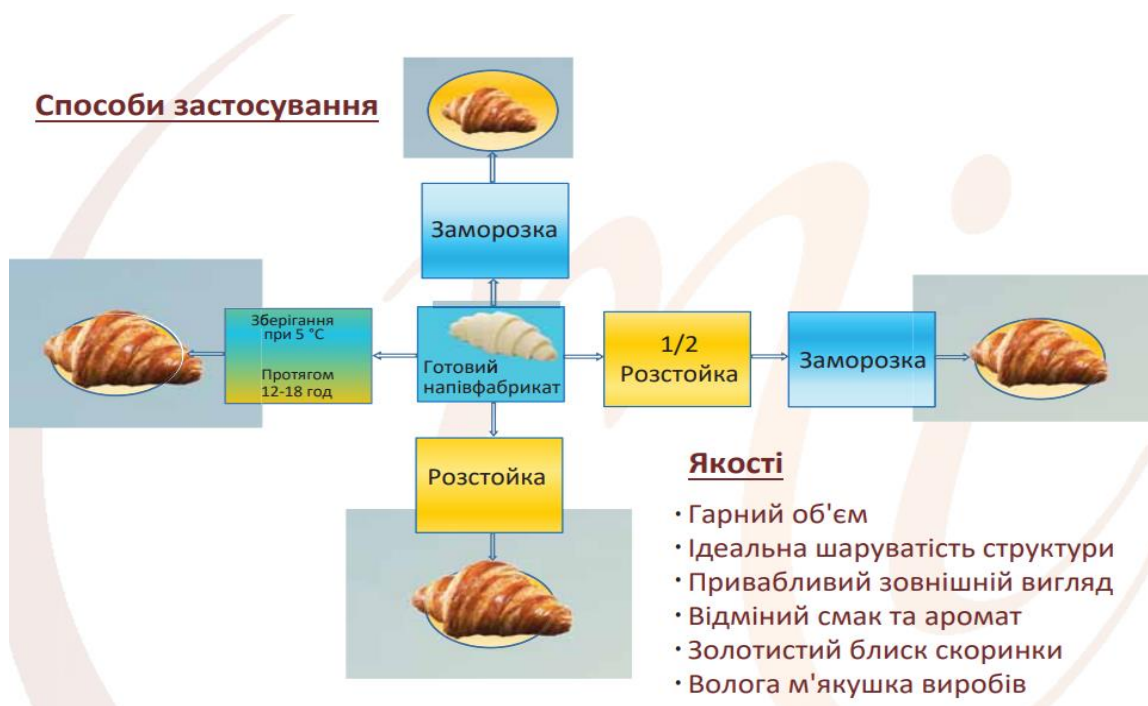 Способи застосування
Заморозка
Зберігання
при 5 °C
Протягом
12-18 год
Готовий
напівфабрикат
1/2
Розстойка
Заморозка
Розстойка
Якості
· Гарний об'єм
· Ідеальна шаруватість структури
· Привабливий зовнішній вигляд
· Відміний смак та аромат
· Золотистий блиск скоринки
· Волога м'якушка виробів